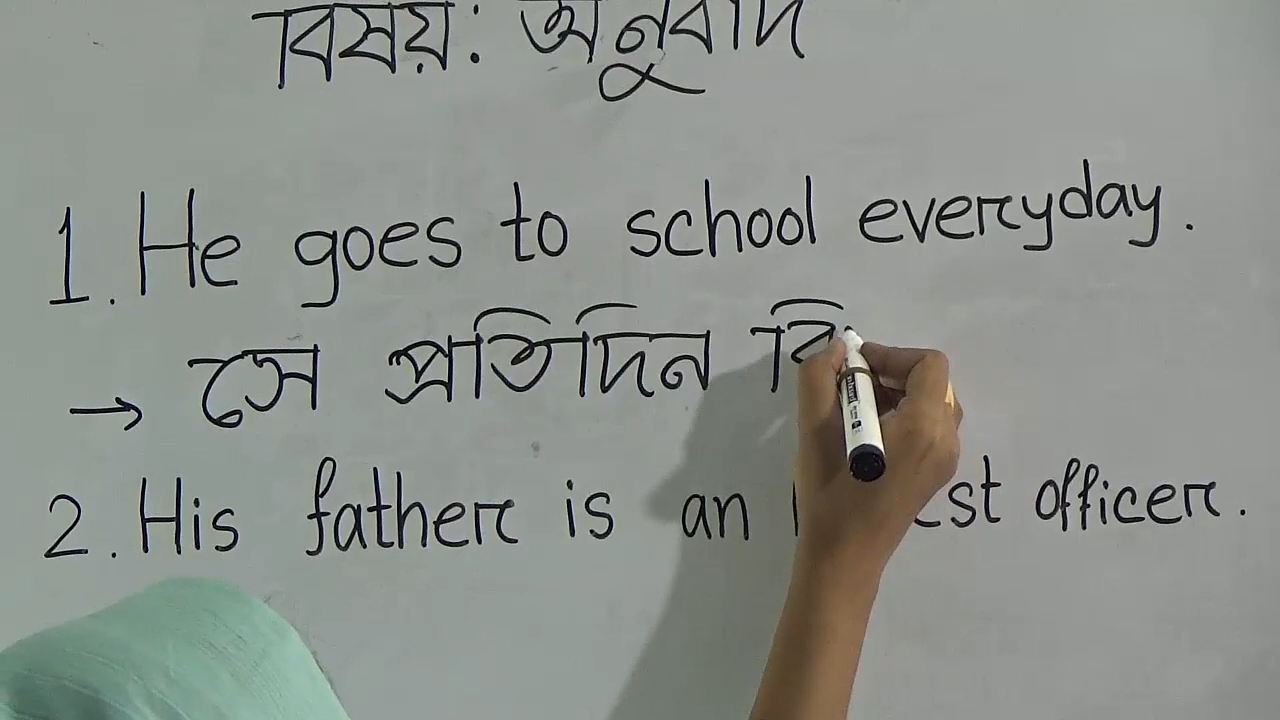 বিষয়: অনুবাদ
1. He goes to school everyday.
→ সে প্রতিদিন বি
2. His father is an officer.